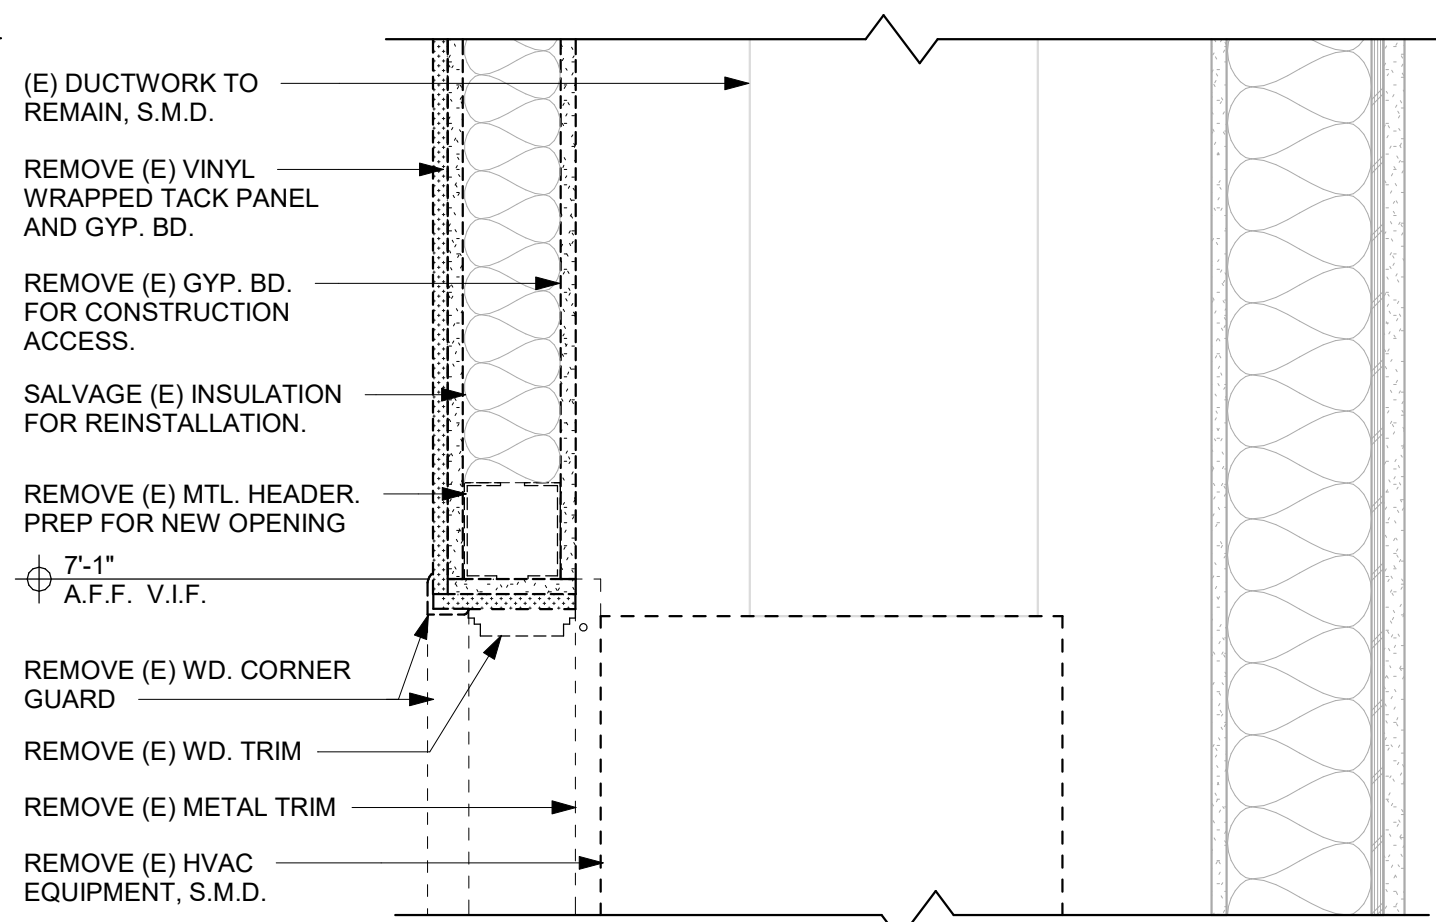 (E) DUCTWORK TO
REMAIN, S.M.D.
REMOVE (E) VINYL
WRAPPED TACK PANEL
AND GYP. BD.
REMOVE (E) GYP. BD.
FOR CONSTRUCTION
ACCESS.
SALVAGE (E) INSULATION
FOR REINSTALLATION.
REMOVE (E) MTL. HEADER.
PREP FOR NEW OPENING
7'-1"
A.F.F. V.I.F.
REMOVE (E) WD. CORNER
GUARD
REMOVE (E) WD. TRIM
REMOVE (E) METAL TRIM
REMOVE (E) HVAC
EQUIPMENT, S.M.D.